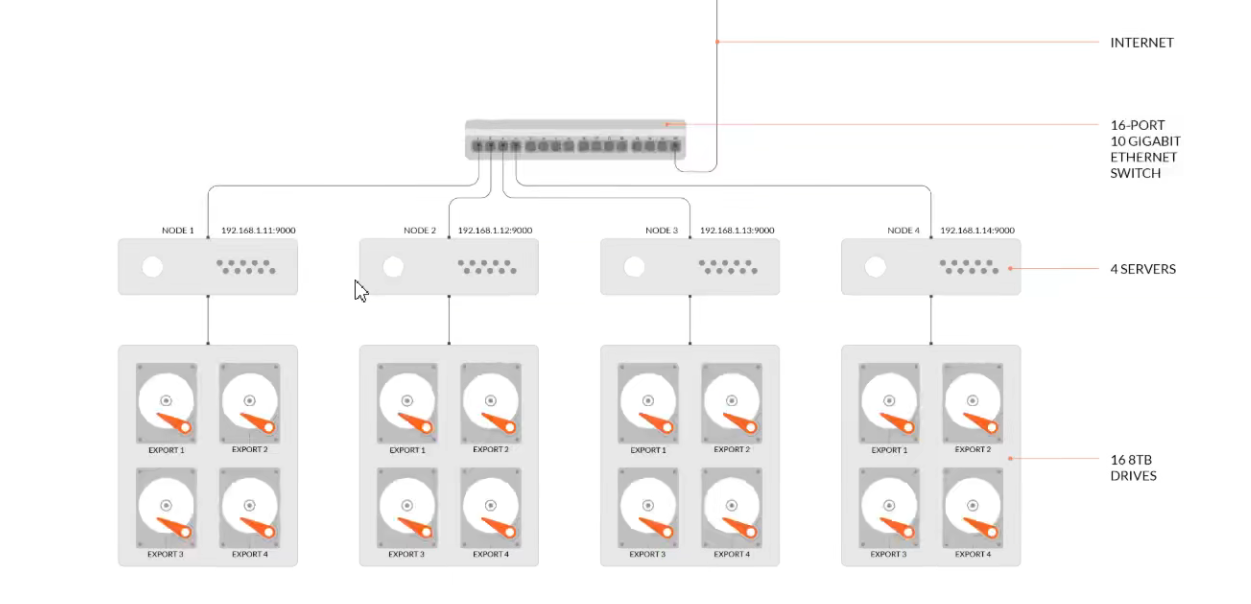 INTERNET
16-PORT
10 GIGABIT
ETHERNET
SWITCH
NODE 1 192.168.1.11:9000
NODE 2 192.168.1.12:9000
NODE 3 192.168.1.13:9000
NODE 4 192.168.1.14:9000
4 SERVERS
EXPORT 1 EXPORT 2
EXPORT 1 EXPORT 2
EXPORT 1 EXPORT 2
EXPORT 1 EXPORT 2
16 8TB
DRIVES
EXPORT 3 EXPORT 4
EXPORT 3 EXPORT 4
EXPORT 3 EXPORT 4
EXPORT 3 EXPORT 4